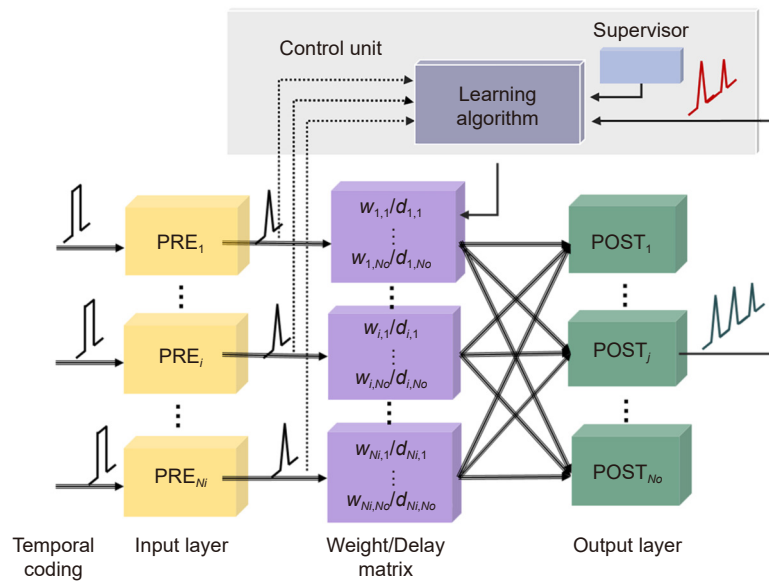 Supervisor
Control unit
Learning
algorithm
PRE1
w1,1/d1,1
⋮
w1,No/d1,No
POST1
PREi
wi,1/di,1
⋮
wi,No/di,No
POSTj
PRENi
wNi,1/dNi,1
⋮
wNi,No/dNi,No
POSTNo
Temporal
coding
Input layer
Weight/Delay
matrix
Output layer